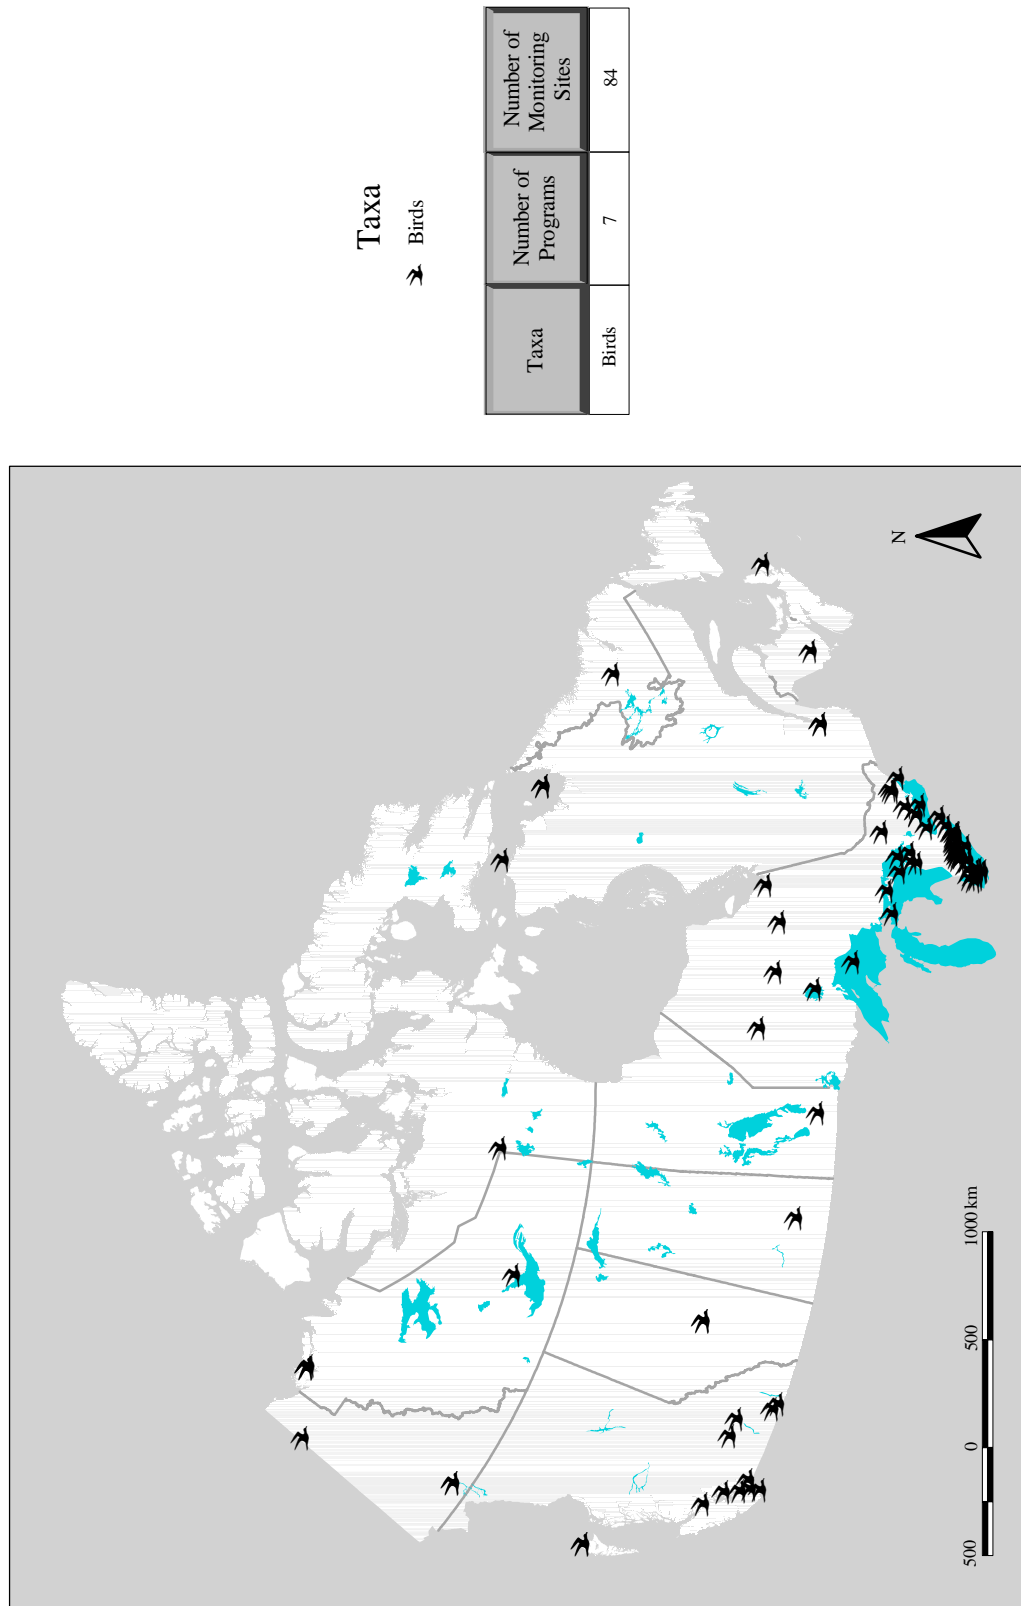 Taxa
Birds
Taxa
Number of
Programs
Number of
Monitoring
Sites
Birds
7
84
N
500
0
500
1000 km